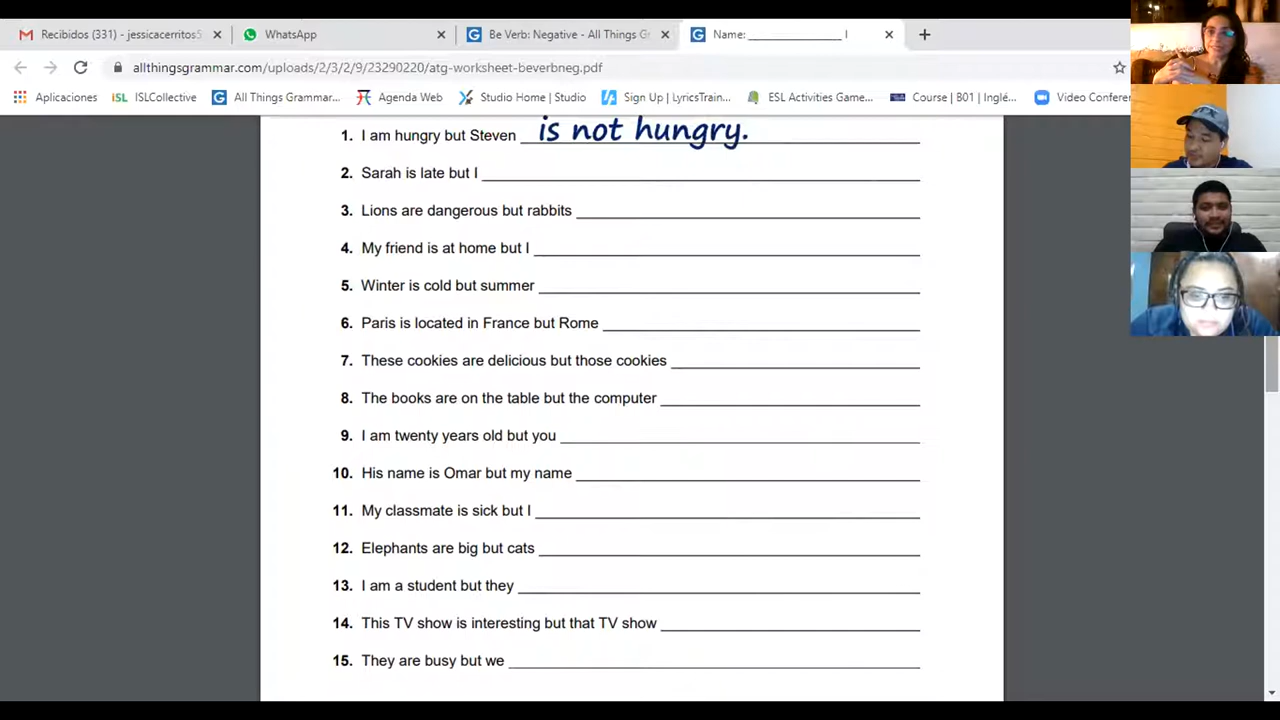 Recibidos (331) - jessicacerritos5
WhatsApp
Be Verb: Negative - All Things Gr
Name: ____________________ I
allthingsgrammar.com/uploads/2/3/2/9/23290220/atg-worksheet-beverbneg.pdf
Aplicaciones
iSL ISLCollective
All Things Grammar...
Agenda Web
Studio Home | Studio
Sign Up | LyricsTrain...
ESL Activities Game...
Course | B01 | Inglé...
Video Conferen
1. I am hungry but Steven is not hungry.
2. Sarah is late but I
3. Lions are dangerous but rabbits
4. My friend is at home but I
5. Winter is cold but summer
6. Paris is located in France but Rome
7. These cookies are delicious but those cookies
8. The books are on the table but the computer
9. I am twenty years old but you
10. His name is Omar but my name
11. My classmate is sick but I
12. Elephants are big but cats
13. I am a student but they
14. This TV show is interesting but that TV show
15. They are busy but we